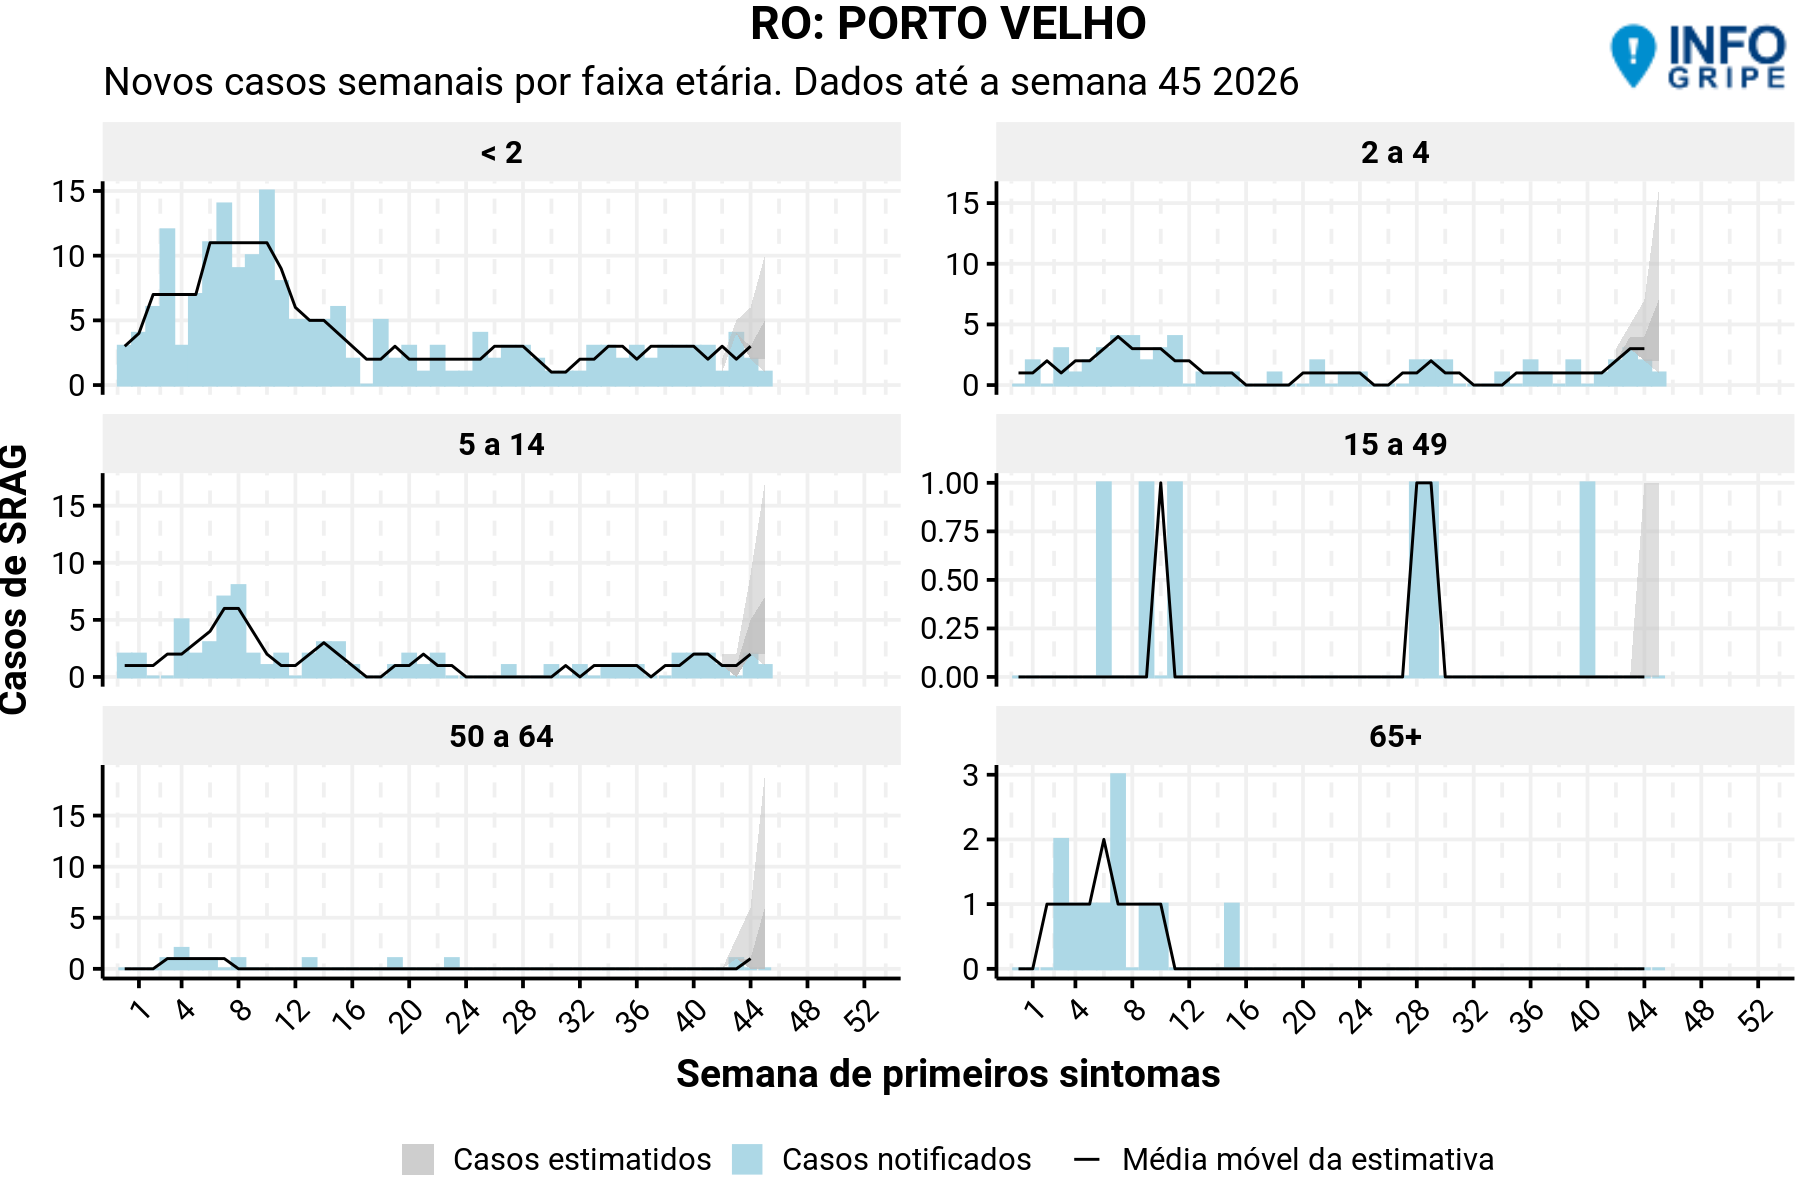 RO: PORTO VELHO
INFO
GRIPE
Novos casos semanais por faixa etária. Dados até a semana 45 2026
< 2
2 a 4
15
10
5
0
15
10
5
0
5 a 14
15 a 49
15
10
5
0
1.00
0.75
0.50
0.25
0.00
Casos de SRAG
50 a 64
65+
15
10
5
0
3
2
1
0
1 4 8 12 16 20 24 28 32 36 40 44 48 52
1 4 8 12 16 20 24 28 32 36 40 44 48 52
Semana de primeiros sintomas
Casos estimatidos Casos notificados Média móvel da estimativa